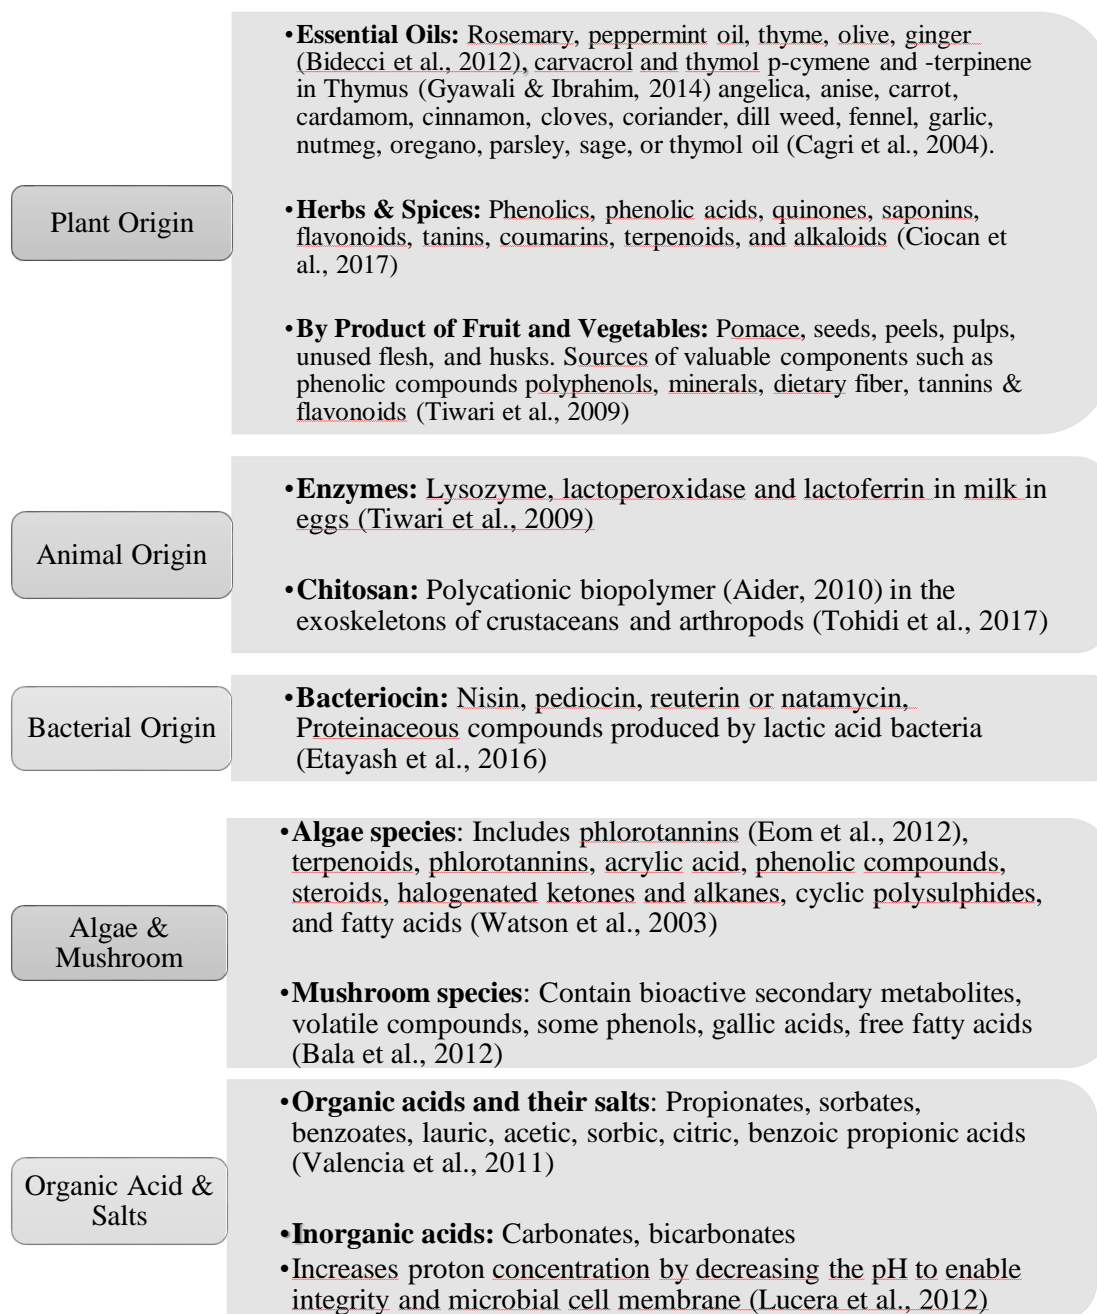 •Essential Oils: Rosemary, peppermint oil, thyme, olive, ginger
(Bidecci et al., 2012), carvacrol and thymol p-cymene and -terpinene
in Thymus (Gyawali & Ibrahim, 2014) angelica, anise, carrot,
cardamom, cinnamon, cloves, coriander, dill weed, fennel, garlic,
nutmeg, oregano, parsley, sage, or thymol oil (Cagri et al., 2004).
Plant Origin
•Herbs & Spices: Phenolics, phenolic acids, quinones, saponins,
flavonoids, tanins, coumarins, terpenoids, and alkaloids (Ciocan et
al., 2017)
•By Product of Fruit and Vegetables: Pomace, seeds, peels, pulps,
unused flesh, and husks. Sources of valuable components such as
phenolic compounds polyphenols, minerals, dietary fiber, tannins &
flavonoids (Tiwari et al., 2009)
Animal Origin
•Enzymes: Lysozyme, lactoperoxidase and lactoferrin in milk in
eggs (Tiwari et al., 2009)
•Chitosan: Polycationic biopolymer (Aider, 2010) in the
exoskeletons of crustaceans and arthropods (Tohidi et al., 2017)
Bacterial Origin
•Bacteriocin: Nisin, pediocin, reuterin or natamycin,
Proteinaceous compounds produced by lactic acid bacteria
(Etayash et al., 2016)
Algae &
Mushroom
•Algae species: Includes phlorotannins (Eom et al., 2012),
terpenoids, phlorotannins, acrylic acid, phenolic compounds,
steroids, halogenated ketones and alkanes, cyclic polysulphides,
and fatty acids (Watson et al., 2003)
•Mushroom species: Contain bioactive secondary metabolites,
volatile compounds, some phenols, gallic acids, free fatty acids
(Bala et al., 2012)
Organic Acid &
Salts
•Organic acids and their salts: Propionates, sorbates,
benzoates, lauric, acetic, sorbic, citric, benzoic propionic acids
(Valencia et al., 2011)
•Inorganic acids: Carbonates, bicarbonates
•Increases proton concentration by decreasing the pH to enable
integrity and microbial cell membrane (Lucera et al., 2012)